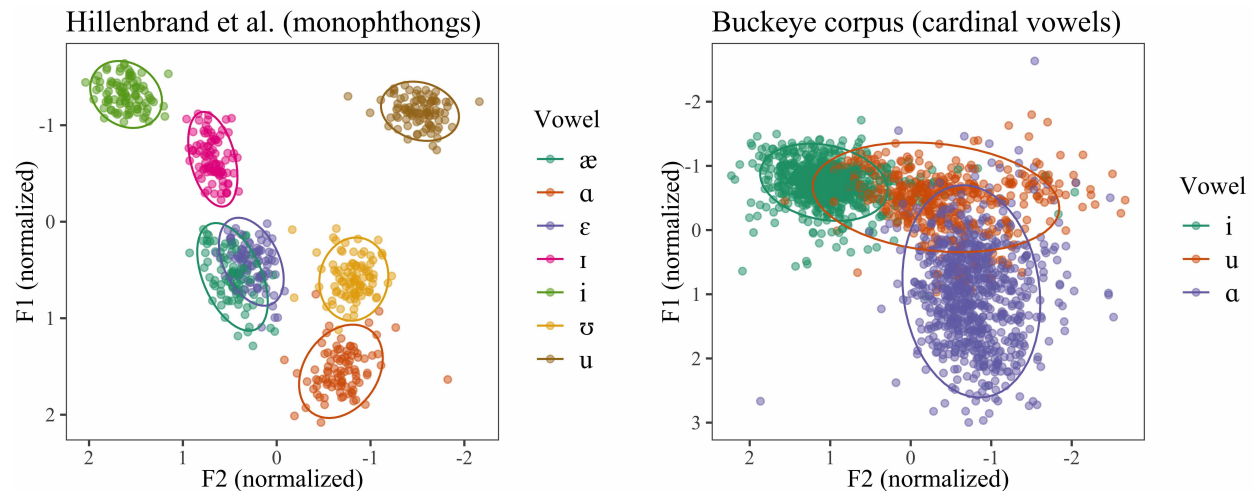 Hillenbrand et al. (monophthongs)
-1
0
1
2
F1 (normalized)
2 1 0 -1 -2
F2 (normalized)
Vowel
æ
ɑ
ɛ
ɪ
i
ʊ
u
Buckeye corpus (cardinal vowels)
-2
-1
0
1
2
3
F1 (normalized)
2 1 0 -1 -2
F2 (normalized)
Vowel
i
u
ɑ